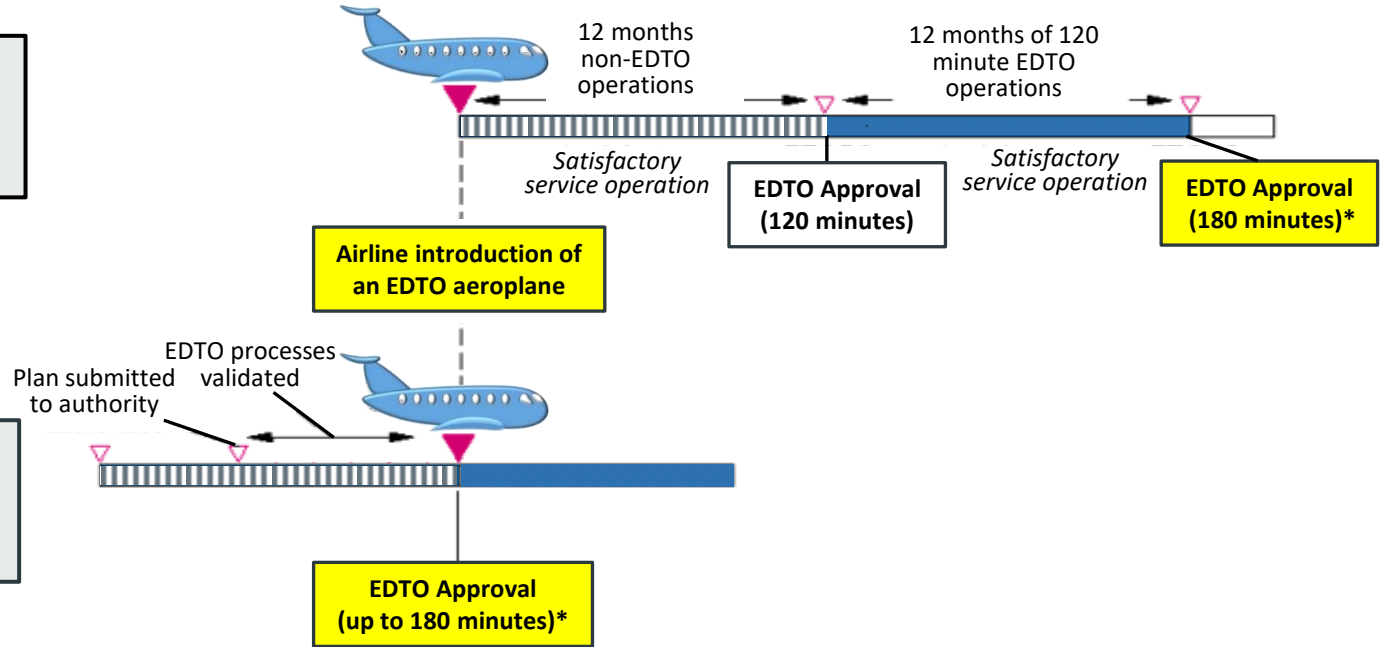 12 months
non-EDTO
operations
12 months of 120
minute EDTO
operations
Satisfactory
service operation
Satisfactory
service operation
EDTO Approval
(120 minutes)
EDTO Approval
(180 minutes)*
Airline introduction of
an EDTO aeroplane
EDTO processes
validated
Plan submitted
to authority
EDTO Approval
(up to 180 minutes)*